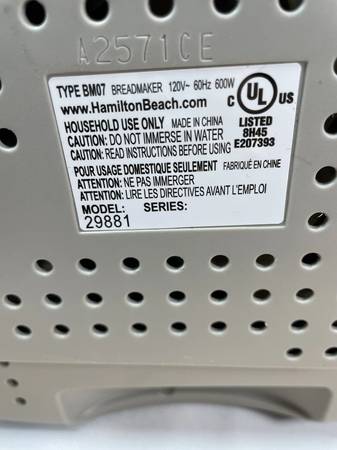 A2571CE
TYPE BM07 BREADMAKER 120V~ 60Hz 600W
www.HamiltonBeach.com
C UL US
HOUSEHOLD USE ONLY MADE IN CHINA
LISTED
CAUTION: DO NOT IMMERSE IN WATER
8H45
CAUTION: READ INSTRUCTIONS BEFORE USING
E207393
POUR USAGE DOMESTIQUE SEULEMENT FABRIQUÉ EN CHINE
ATTENTION: NE PAS IMMERGER
ATTENTION: LIRE LES DIRECTIVES AVANT L'EMPLOI
MODEL: SERIES:
29881